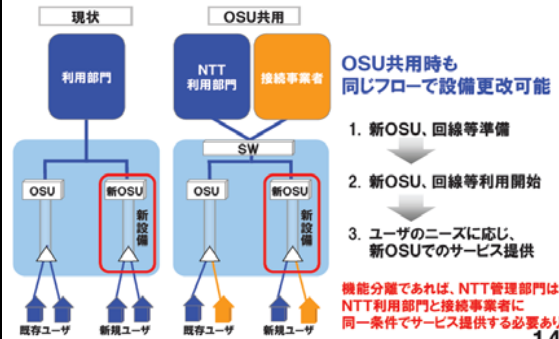 現状
OSU共用
利用部門
NTT
利用部門
接続事業者
SW
OSU
新OSU
新設備
OSU
新OSU
新設備
既存ユーザ
新規ユーザ
既存ユーザ
新規ユーザ
OSU共用時も
同じフローで設備更改可能
1. 新OSU、回線等準備
2. 新OSU、回線等利用開始
3. ユーザのニーズに応じ、
新OSUでのサービス提供
機能分離であれば、NTT管理部門は
NTT利用部門と接続事業者に
同一条件でサービス提供する必要あり
14